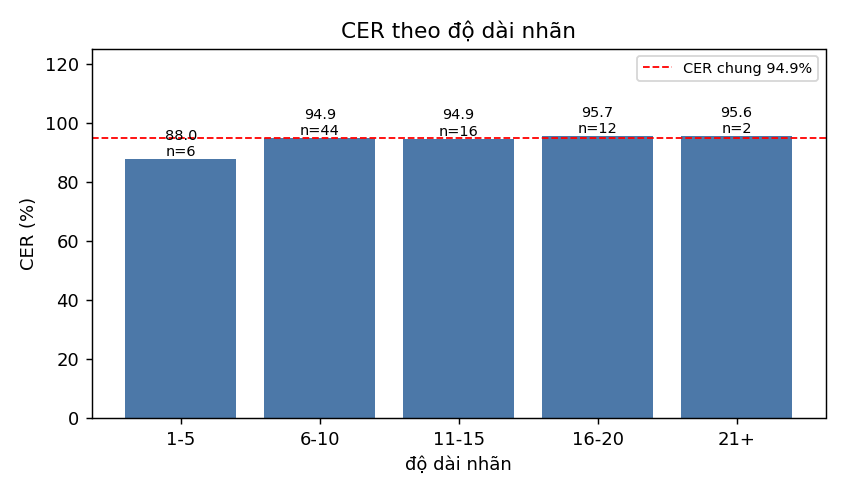 CER theo độ dài nhãn
CER chung 94.9%
CER (%)
120
100
80
60
40
20
0
88.0
n=6
94.9
n=44
94.9
n=16
95.7
n=12
95.6
n=2
1-5
6-10
11-15
16-20
21+
độ dài nhãn